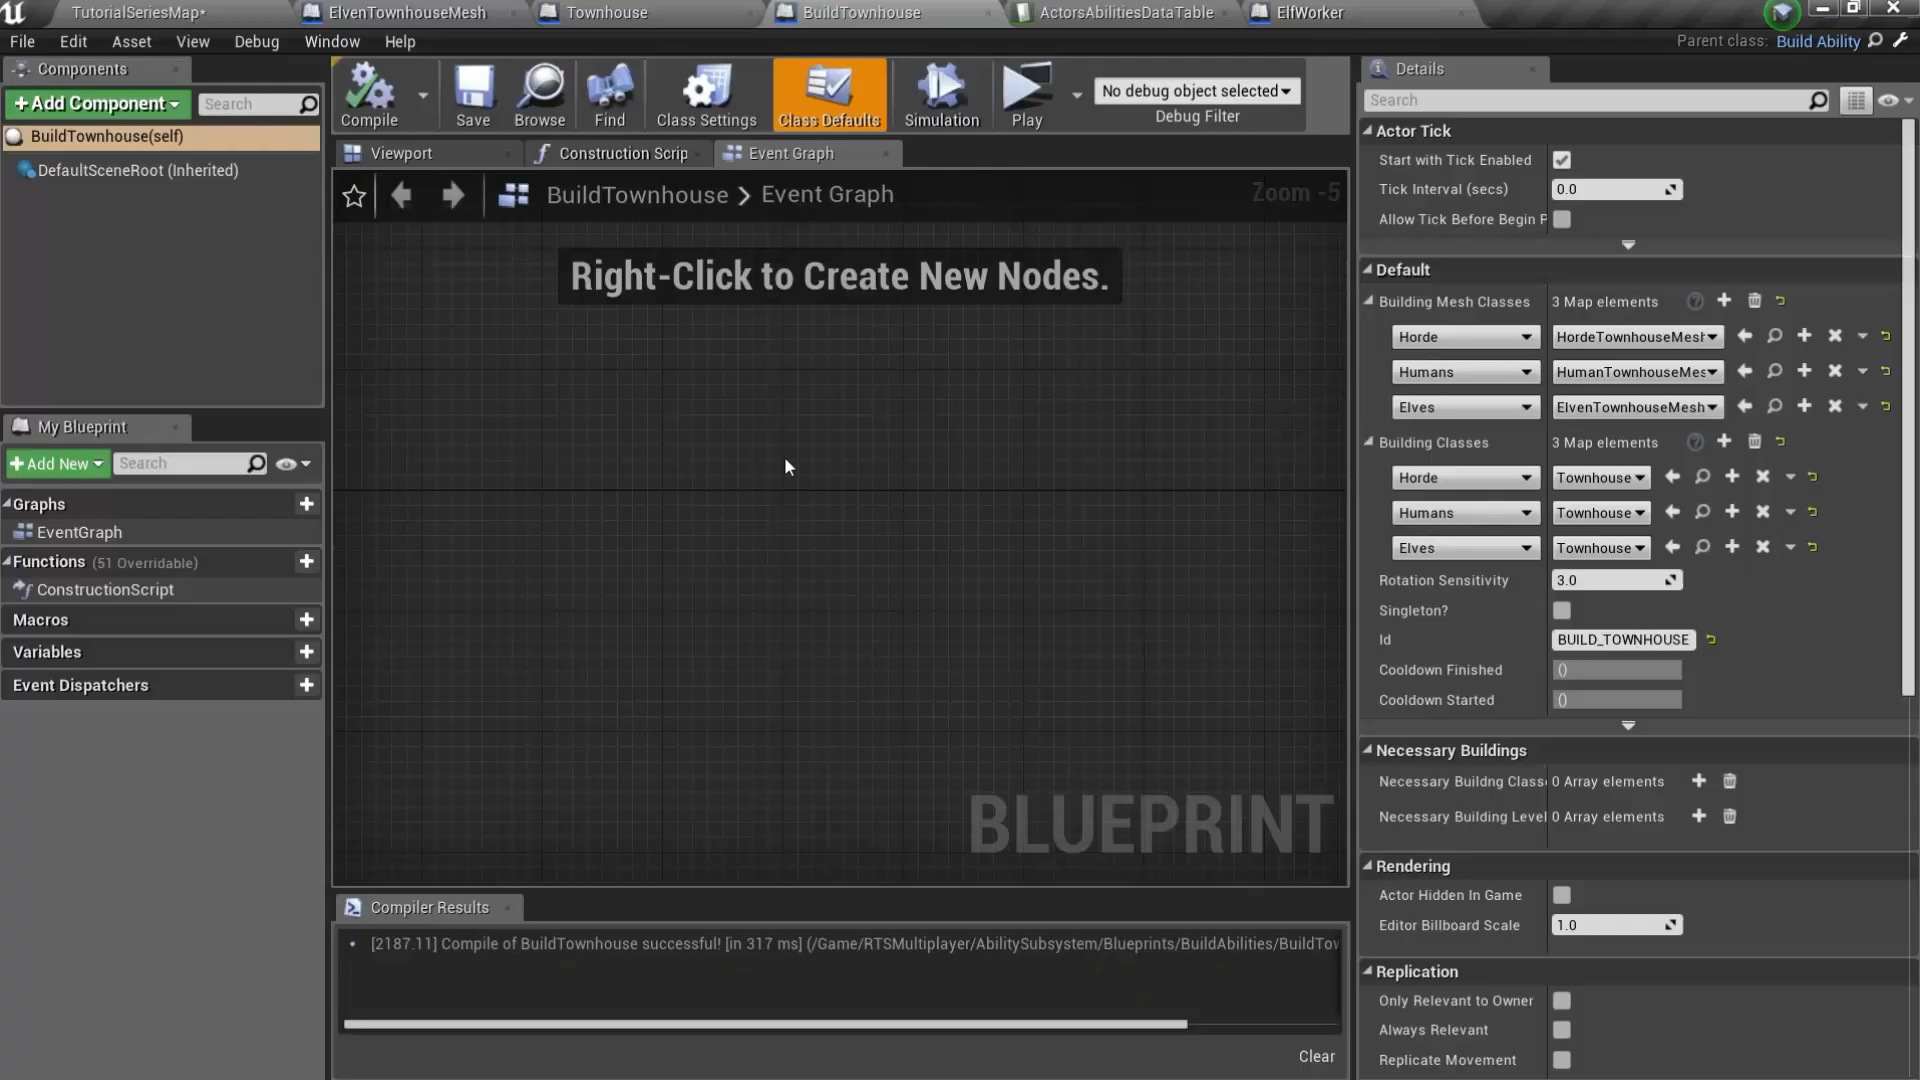 TutorialSeriesMap*
ElvenTownhouseMesh
Townhouse
BuildTownhouse
ActorsAbilitiesDataTable
ElfWorker
File Edit Asset View Debug Window Help
Parent class: Build Ability
Components
+Add Component
Search
BuildTownhouse(self)
DefaultSceneRoot (Inherited)
My Blueprint
+Add New
Search
Graphs
EventGraph
Functions (51 Overridable)
ConstructionScript
Macros
Variables
Event Dispatchers
Compile
Save
Browse
Find
Class Settings
Class Defaults
Simulation
Play
No debug object selected
Debug Filter
Viewport
Construction Scrip
Event Graph
BuildTownhouse > Event Graph
Zoom -5
Right-Click to Create New Nodes.
BLUEPRINT
Compiler Results
• [2187.11] Compile of BuildTownhouse successful! [in 317 ms] (/Game/RTSMultiplayer/AbilitySubsystem/Blueprints/BuildAbilities/BuildTow
Clear
Details
Search
Actor Tick
Start with Tick Enabled
Tick Interval (secs) 0.0
Allow Tick Before Begin P
Default
Building Mesh Classes 3 Map elements
Horde HordeTownhouseMesh
Humans HumanTownhouseMes
Elves ElvenTownhouseMesh
Building Classes 3 Map elements
Horde Townhouse
Humans Townhouse
Elves Townhouse
Rotation Sensitivity 3.0
Singleton?
Id BUILD_TOWNHOUSE
Cooldown Finished ()
Cooldown Started ()
Necessary Buildings
Necessary Buildng Classe 0 Array elements
Necessary Building Level 0 Array elements
Rendering
Actor Hidden In Game
Editor Billboard Scale 1.0
Replication
Only Relevant to Owner
Always Relevant
Replicate Movement